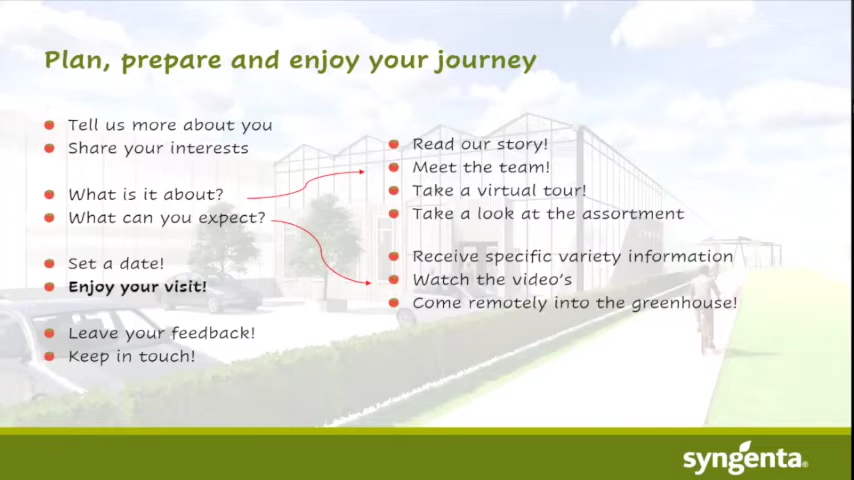 Plan, prepare and enjoy your journey
Tell us more about you
Share your interests
What is it about?
What can you expect?
Set a date!
Enjoy your visit!
Leave your feedback!
Keep in touch!
Read our story!
Meet the team!
Take a virtual tour!
Take a look at the assortment
Receive specific variety information
Watch the video's
Come remotely into the greenhouse!
syngenta®